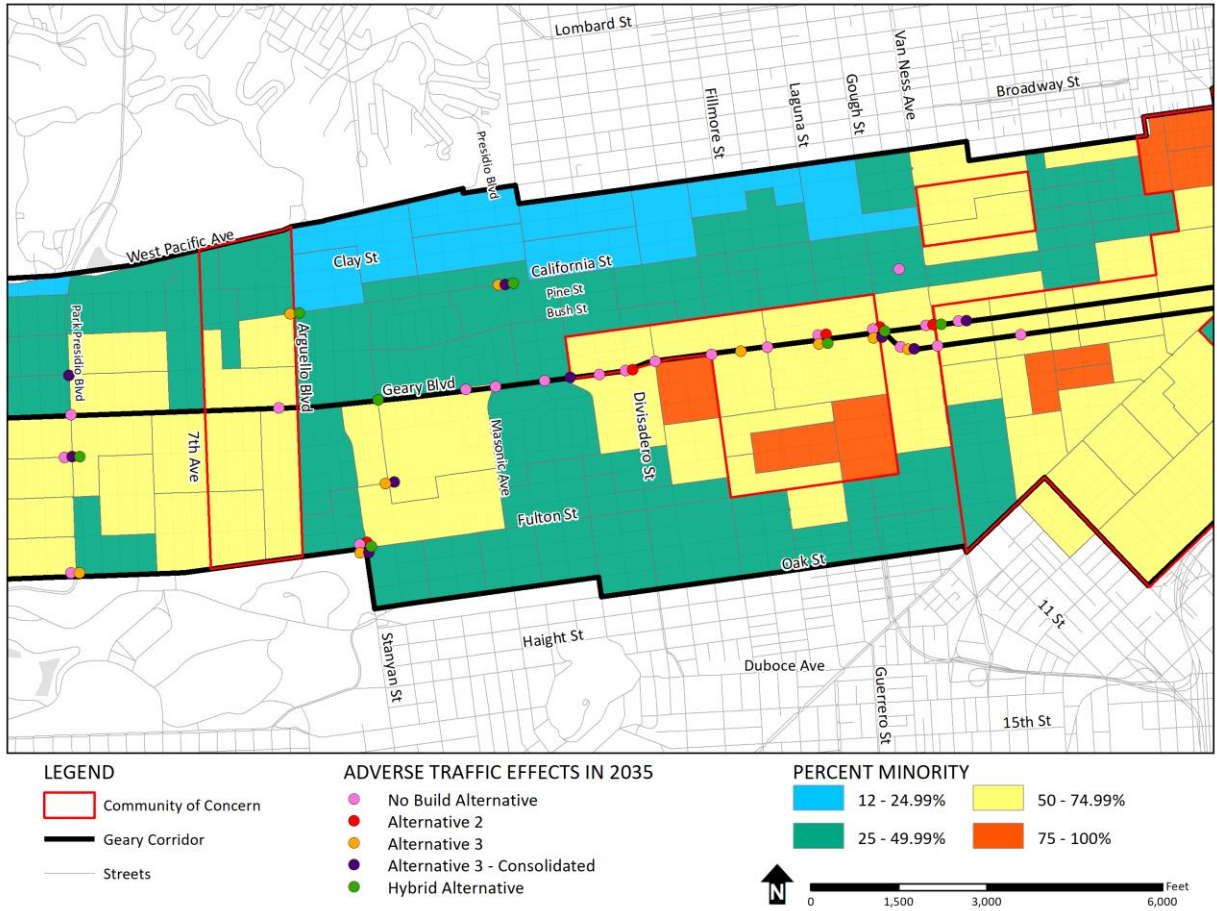 Lombard St
Van Ness Ave
Broadway St
Gough St
Laguna St
Fillmore St
Presidio Blvd
West Pacific Ave
Clay St
California St
Pine St
Bush St
Park Presidio Blvd
Arguello Blvd
Geary Blvd
7th Ave
Masonic Ave
Divisadero St
Fulton St
Oak St
11 St
Haight St
Stanyan St
Duboce Ave
Guerrero St
15th St
LEGEND
Community of Concern
Geary Corridor
Streets
ADVERSE TRAFFIC EFFECTS IN 2035
No Build Alternative
Alternative 2
Alternative 3
Alternative 3 - Consolidated
Hybrid Alternative
PERCENT MINORITY
12 - 24.99%
50 - 74.99%
25 - 49.99%
75 - 100%
N
Feet
0 1,500 3,000 6,000